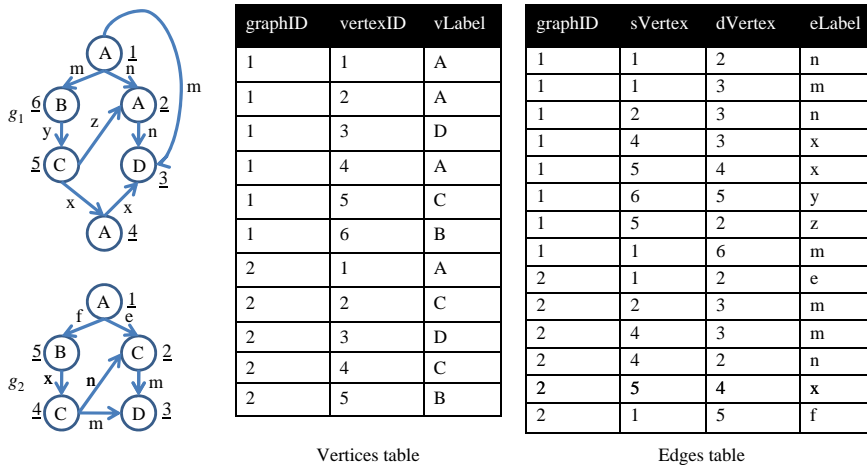 A 1
m n
m
g1 6 B A 2
y z n
5 C D 3
x x
A 4
A 1
f e
5 B C 2
g2 x n m
4 C D 3
m
graphID vertexID vLabel
1 1 A
1 2 A
1 3 D
1 4 A
1 5 C
1 6 B
2 1 A
2 2 C
2 3 D
2 4 C
2 5 B
Vertices table
graphID sVertex dVertex eLabel
1 1 2 n
1 1 3 m
1 2 3 n
1 4 3 x
1 5 4 x
1 6 5 y
1 5 2 z
1 1 6 m
2 1 2 e
2 2 3 m
2 4 3 m
2 4 2 n
2 5 4 x
2 1 5 f
Edges table